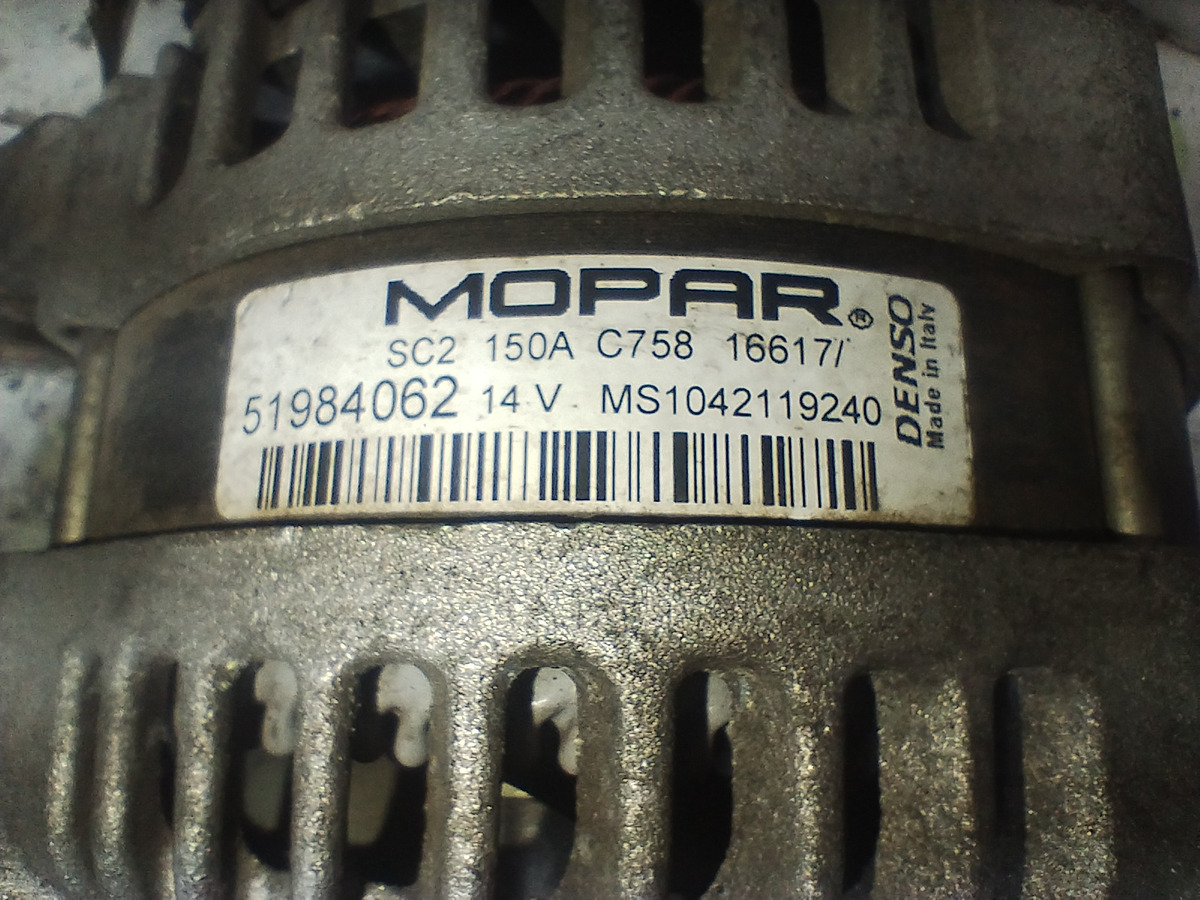 MOPAR®
SC2 150A C758 16617/
51984062 14 V MS1042119240
DENSO
Made in Italy